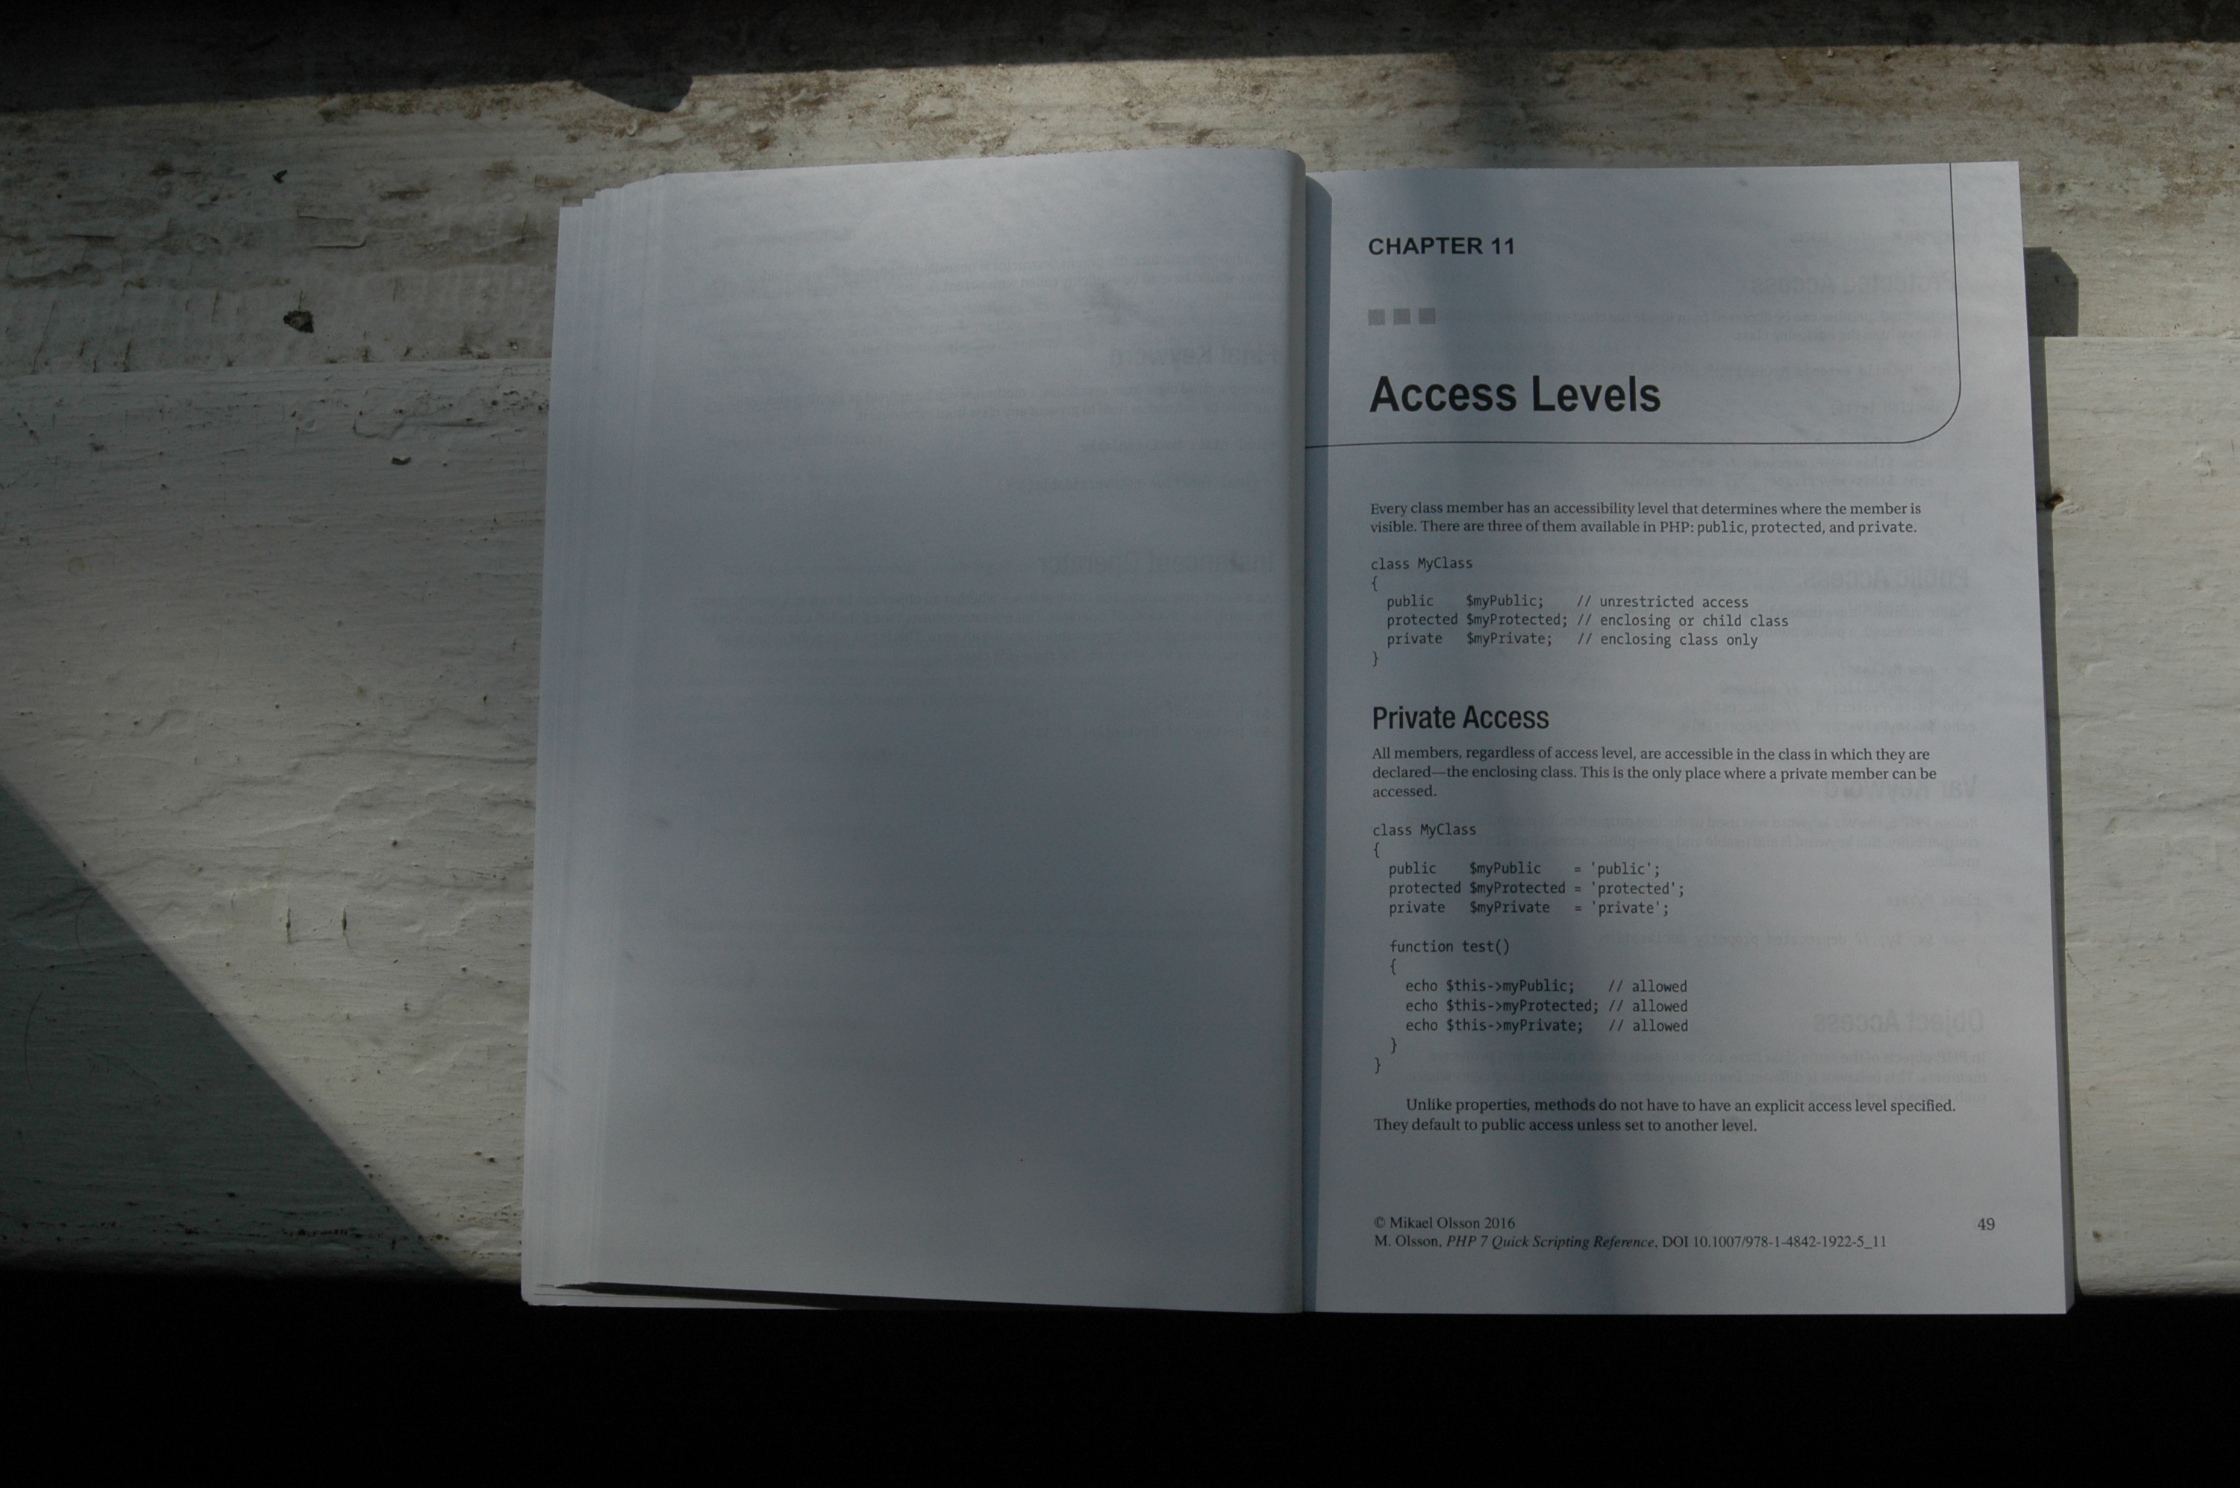 CHAPTER 11
Access Levels
Every class member has an accessibility level that determines where the member is
visible. There are three of them available in PHP: public, protected, and private.
class MyClass
{
  public    $myPublic;    // unrestricted access
  protected $myProtected; // enclosing or child class
  private   $myPrivate;   // enclosing class only
}
Private Access
All members, regardless of access level, are accessible in the class in which they are
declared—the enclosing class. This is the only place where a private member can be
accessed.
class MyClass
{
  public    $myPublic    = 'public';
  protected $myProtected = 'protected';
  private   $myPrivate   = 'private';
  function test()
  {
    echo $this->myPublic;    // allowed
    echo $this->myProtected; // allowed
    echo $this->myPrivate;   // allowed
  }
}
Unlike properties, methods do not have to have an explicit access level specified.
They default to public access unless set to another level.
© Mikael Olsson 2016
M. Olsson, PHP 7 Quick Scripting Reference, DOI 10.1007/978-1-4842-1922-5_11
49